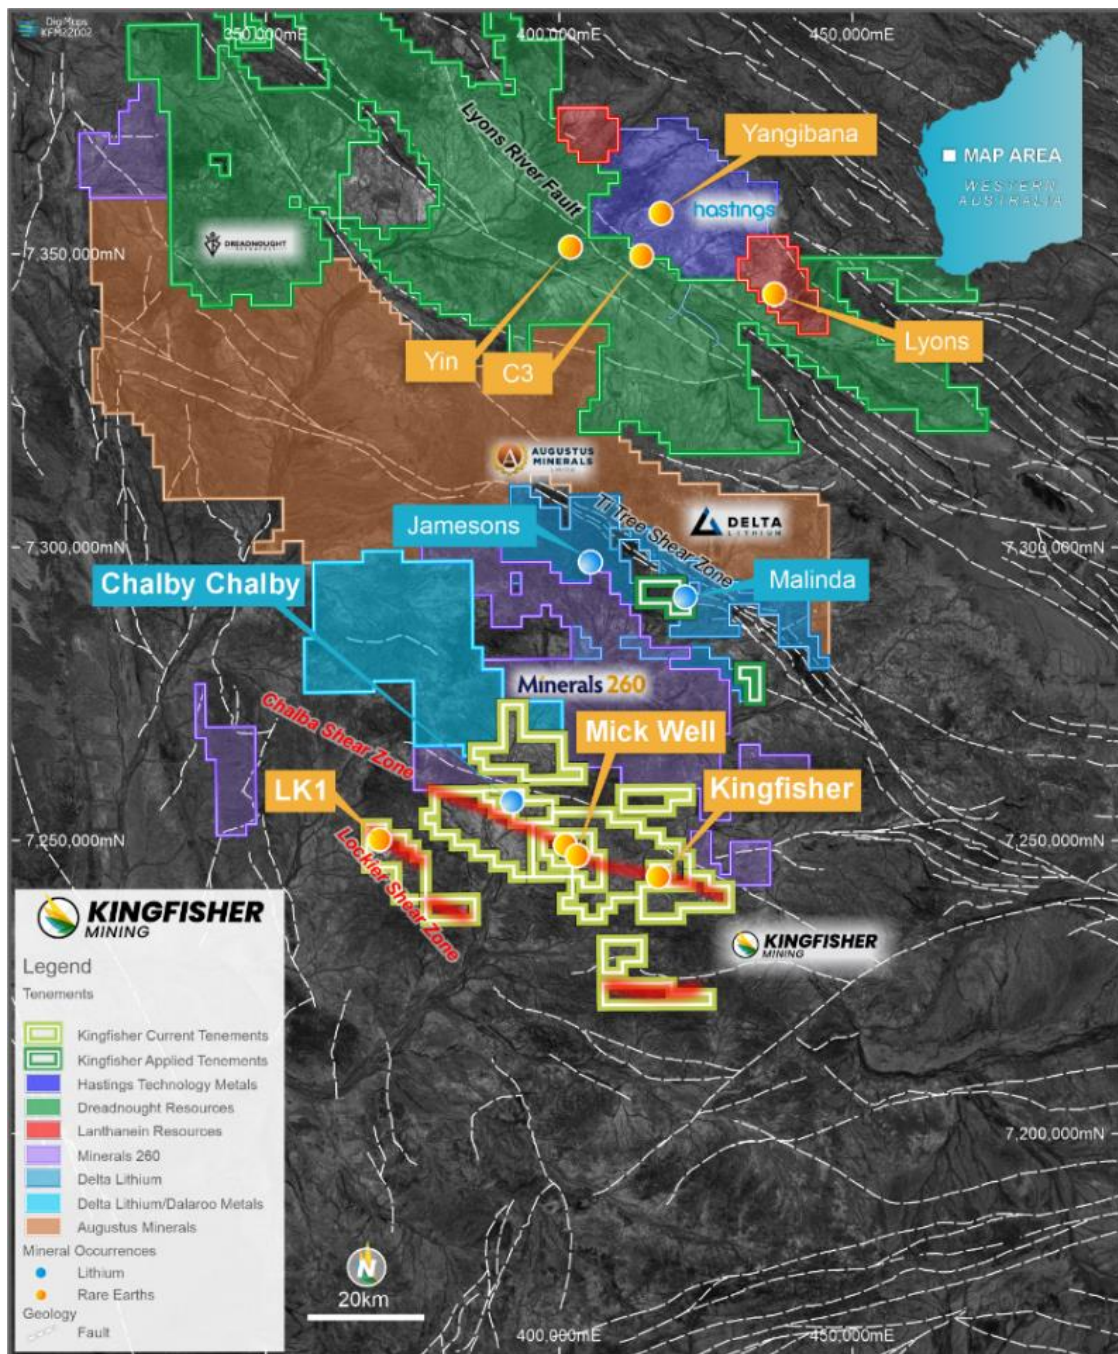 DigMaps
KFM22002
350,000mE
400,000mE
450,000mE
Lyons River Fault
Yangibana
MAP AREA
WESTERN
AUSTRALIA
hastings
DREADNOUGHT
7,350,000mN
Yin
C3
Lyons
AUGUSTUS
MINERALS
Jamesons
Ti Tree Shear Zone
DELTA
LITHIUM
7,300,000mN
7,300,000mN
Chalby Chalby
Malinda
Minerals 260
Chalba Shear Zone
Mick Well
LK1
Kingfisher
7,250,000mN
7,250,000mN
Lockier Shear Zone
KINGFISHER
MINING
KINGFISHER
MINING
Legend
Tenements
Kingfisher Current Tenements
Kingfisher Applied Tenements
Hastings Technology Metals
Dreadnought Resources
Lanthanein Resources
Minerals 260
Delta Lithium
Delta Lithium/Dalaroo Metals
Augustus Minerals
Mineral Occurrences
Lithium
Rare Earths
Geology
Fault
7,200,000mN
N
20km
400,000mE
450,000mE